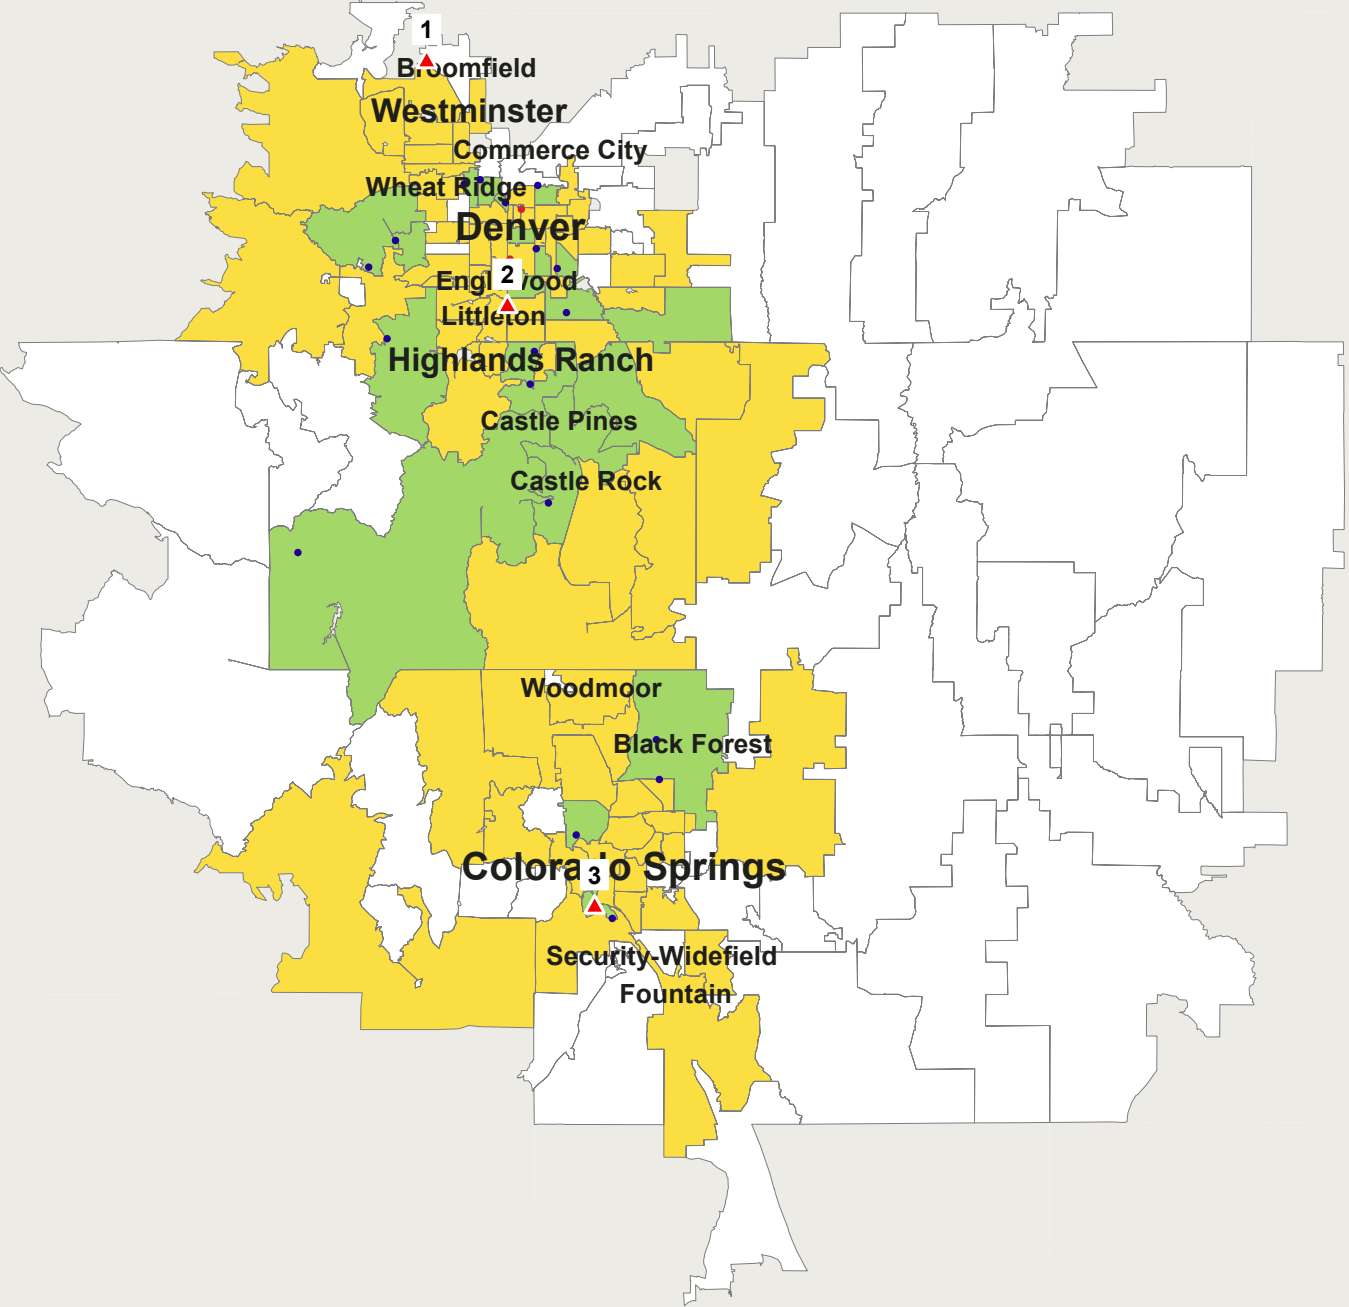 1
Broomfield
Westminster
Commerce City
Wheat Ridge
Denver
Englewood
2
Littleton
Highlands Ranch
Castle Pines
Castle Rock
Woodmoor
Black Forest
Colorado Springs
3
Security-Widefield
Fountain